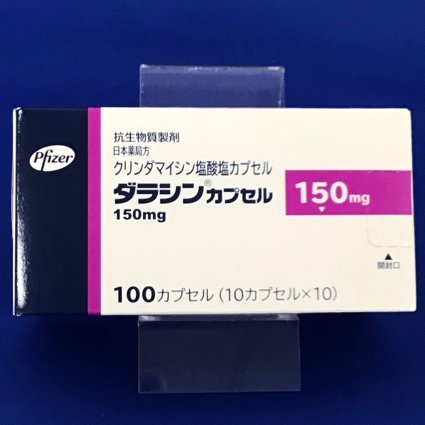 Pfizer
抗生物質製剤
日本薬局方
クリンダマイシン塩酸塩カプセル
ダラシン®カプセル
150mg
150mg
▼
▲
開封口
100カプセル（10カプセル×10）